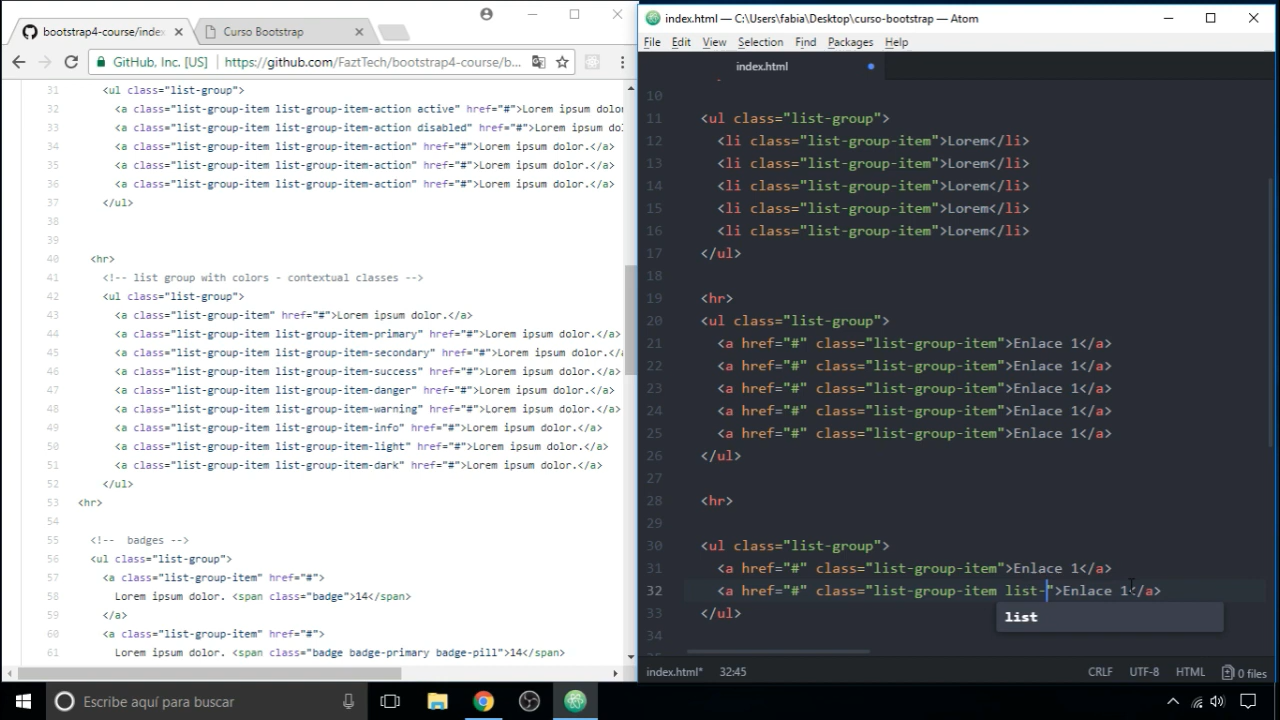 bootstrap4-course/index
Curso Bootstrap
GitHub, Inc. [US]
https://github.com/FaztTech/bootstrap4-course/b...
31 <ul class="list-group">
32 <a class="list-group-item list-group-item-action active" href="#">Lorem ipsum dolor
33 <a class="list-group-item list-group-item-action disabled" href="#">Lorem ipsum do
34 <a class="list-group-item list-group-item-action" href="#">Lorem ipsum dolor.</a>
35 <a class="list-group-item list-group-item-action" href="#">Lorem ipsum dolor.</a>
36 <a class="list-group-item list-group-item-action" href="#">Lorem ipsum dolor.</a>
37 </ul>
38
39
40 <hr>
41 <!-- list group with colors - contextual classes -->
42 <ul class="list-group">
43 <a class="list-group-item" href="#">Lorem ipsum dolor.</a>
44 <a class="list-group-item list-group-item-primary" href="#">Lorem ipsum dolor.</a>
45 <a class="list-group-item list-group-item-secondary" href="#">Lorem ipsum dolor.</
46 <a class="list-group-item list-group-item-success" href="#">Lorem ipsum dolor.</a>
47 <a class="list-group-item list-group-item-danger" href="#">Lorem ipsum dolor.</a>
48 <a class="list-group-item list-group-item-warning" href="#">Lorem ipsum dolor.</a>
49 <a class="list-group-item list-group-item-info" href="#">Lorem ipsum dolor.</a>
50 <a class="list-group-item list-group-item-light" href="#">Lorem ipsum dolor.</a>
51 <a class="list-group-item list-group-item-dark" href="#">Lorem ipsum dolor.</a>
52 </ul>
53 <hr>
54
55 <!-- badges -->
56 <ul class="list-group">
57 <a class="list-group-item" href="#">
58 Lorem ipsum dolor. <span class="badge">14</span>
59 </a>
60 <a class="list-group-item" href="#">
61 Lorem ipsum dolor. <span class="badge badge-primary badge-pill">14</span>
index.html — C:\Users\fabia\Desktop\curso-bootstrap — Atom
File Edit View Selection Find Packages Help
index.html
10
11 <ul class="list-group">
12 <li class="list-group-item">Lorem</li>
13 <li class="list-group-item">Lorem</li>
14 <li class="list-group-item">Lorem</li>
15 <li class="list-group-item">Lorem</li>
16 <li class="list-group-item">Lorem</li>
17 </ul>
18
19 <hr>
20 <ul class="list-group">
21 <a href="#" class="list-group-item">Enlace 1</a>
22 <a href="#" class="list-group-item">Enlace 1</a>
23 <a href="#" class="list-group-item">Enlace 1</a>
24 <a href="#" class="list-group-item">Enlace 1</a>
25 <a href="#" class="list-group-item">Enlace 1</a>
26 </ul>
27
28 <hr>
29
30 <ul class="list-group">
31 <a href="#" class="list-group-item">Enlace 1</a>
32 <a href="#" class="list-group-item list-">Enlace 1</a>
33 </ul>
list
34
index.html* 32:45 CRLF UTF-8 HTML 0 files
Escribe aquí para buscar